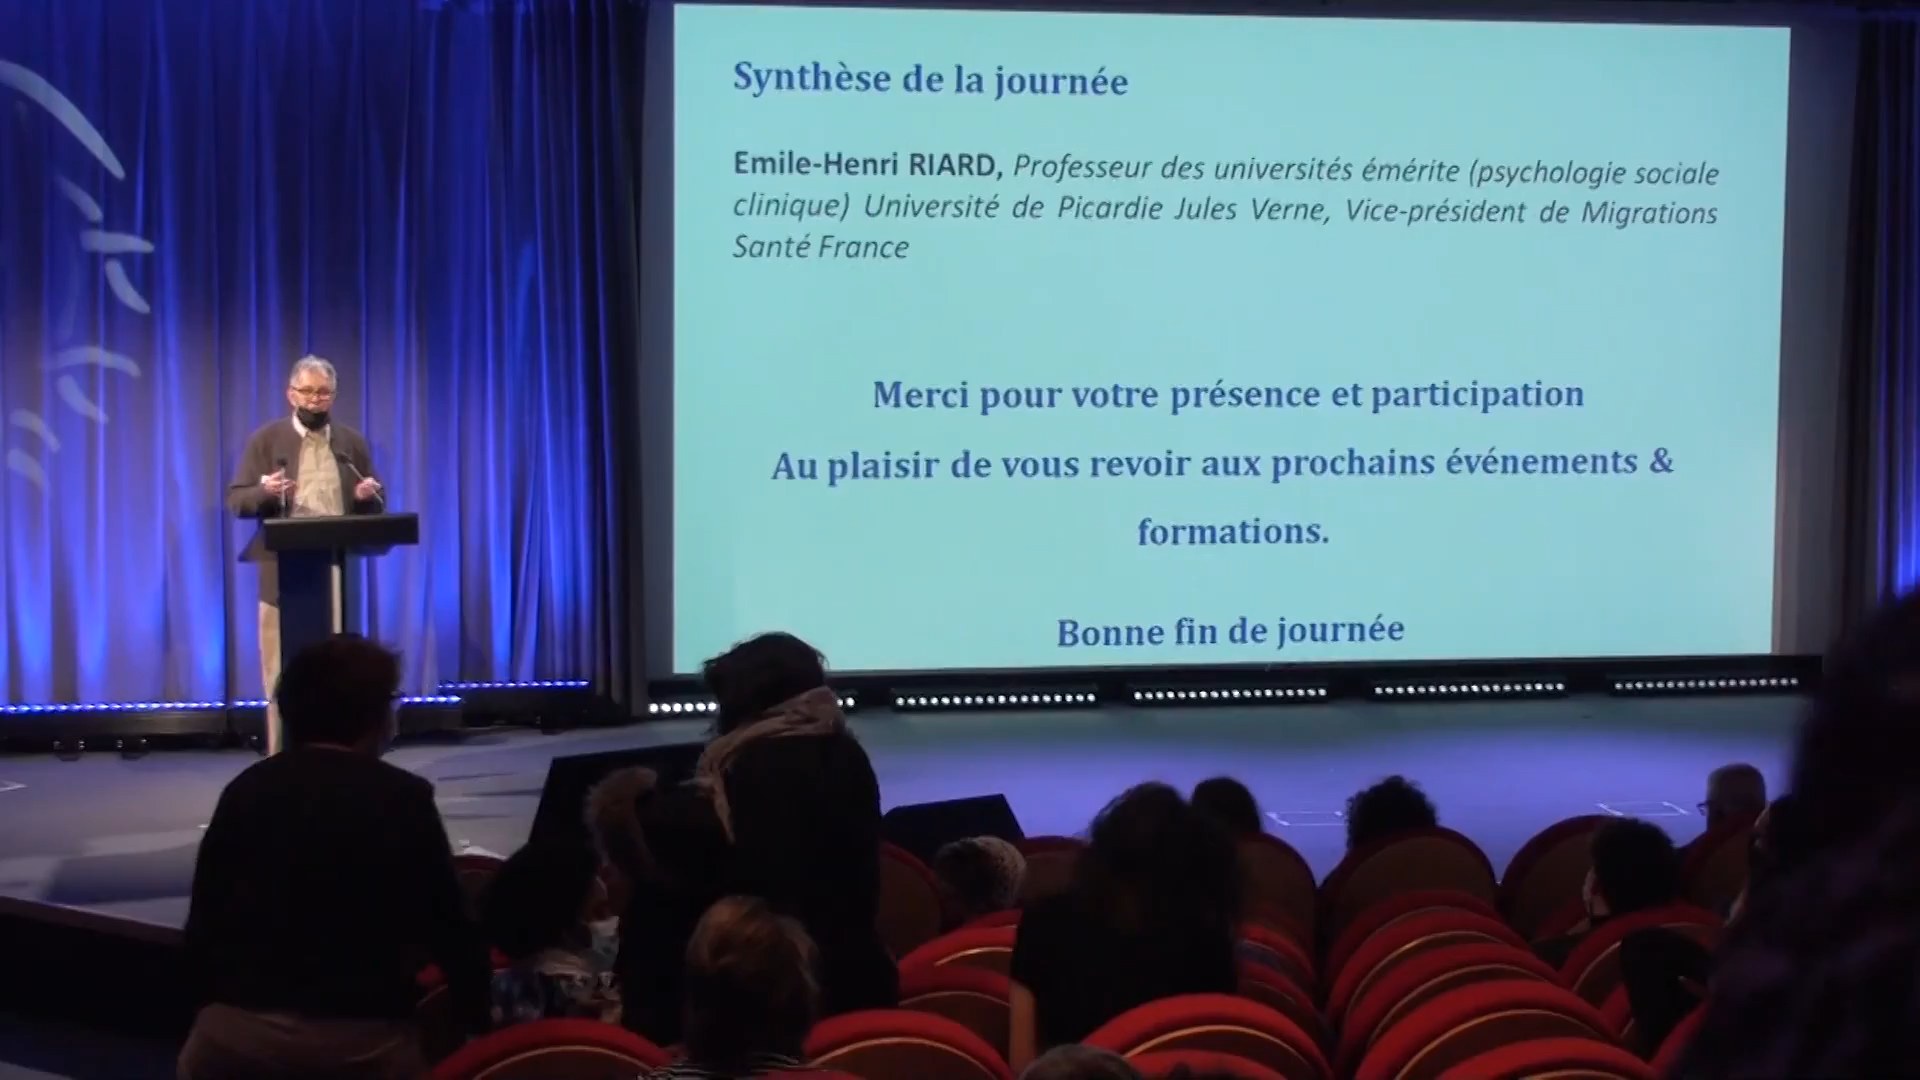 Synthèse de la journée
Emile-Henri RIARD, Professeur des universités émérite (psychologie sociale
clinique) Université de Picardie Jules Verne, Vice-président de Migrations
Santé France
Merci pour votre présence et participation
Au plaisir de vous revoir aux prochains événements &
formations.
Bonne fin de journée